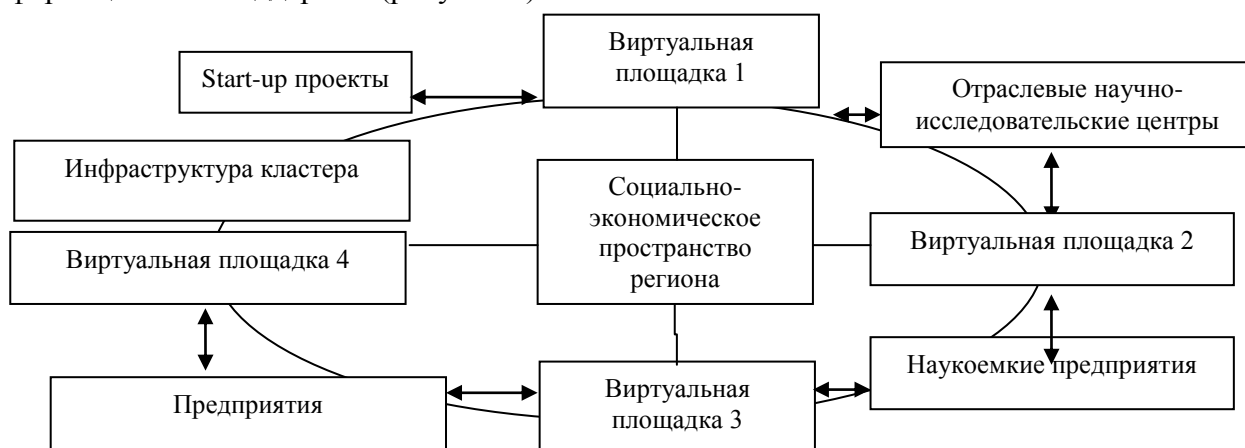 Виртуальная
площадка 1
Start-up проекты
Отраслевые научно-
исследовательские центры
Инфраструктура кластера
Социально-
экономическое
пространство
региона
Виртуальная площадка 4
Виртуальная площадка 2
Предприятия
Виртуальная
площадка 3
Наукоемкие предприятия